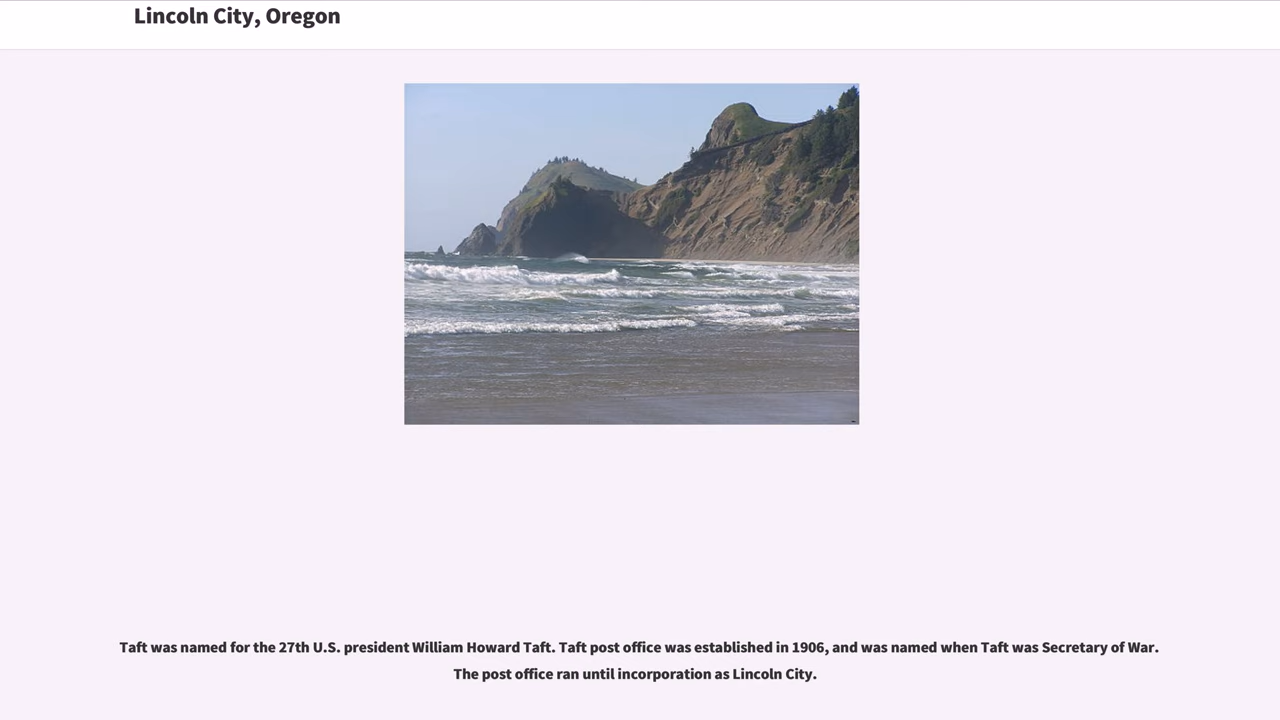 Lincoln City, Oregon
Taft was named for the 27th U.S. president William Howard Taft. Taft post office was established in 1906, and was named when Taft was Secretary of War.
The post office ran until incorporation as Lincoln City.